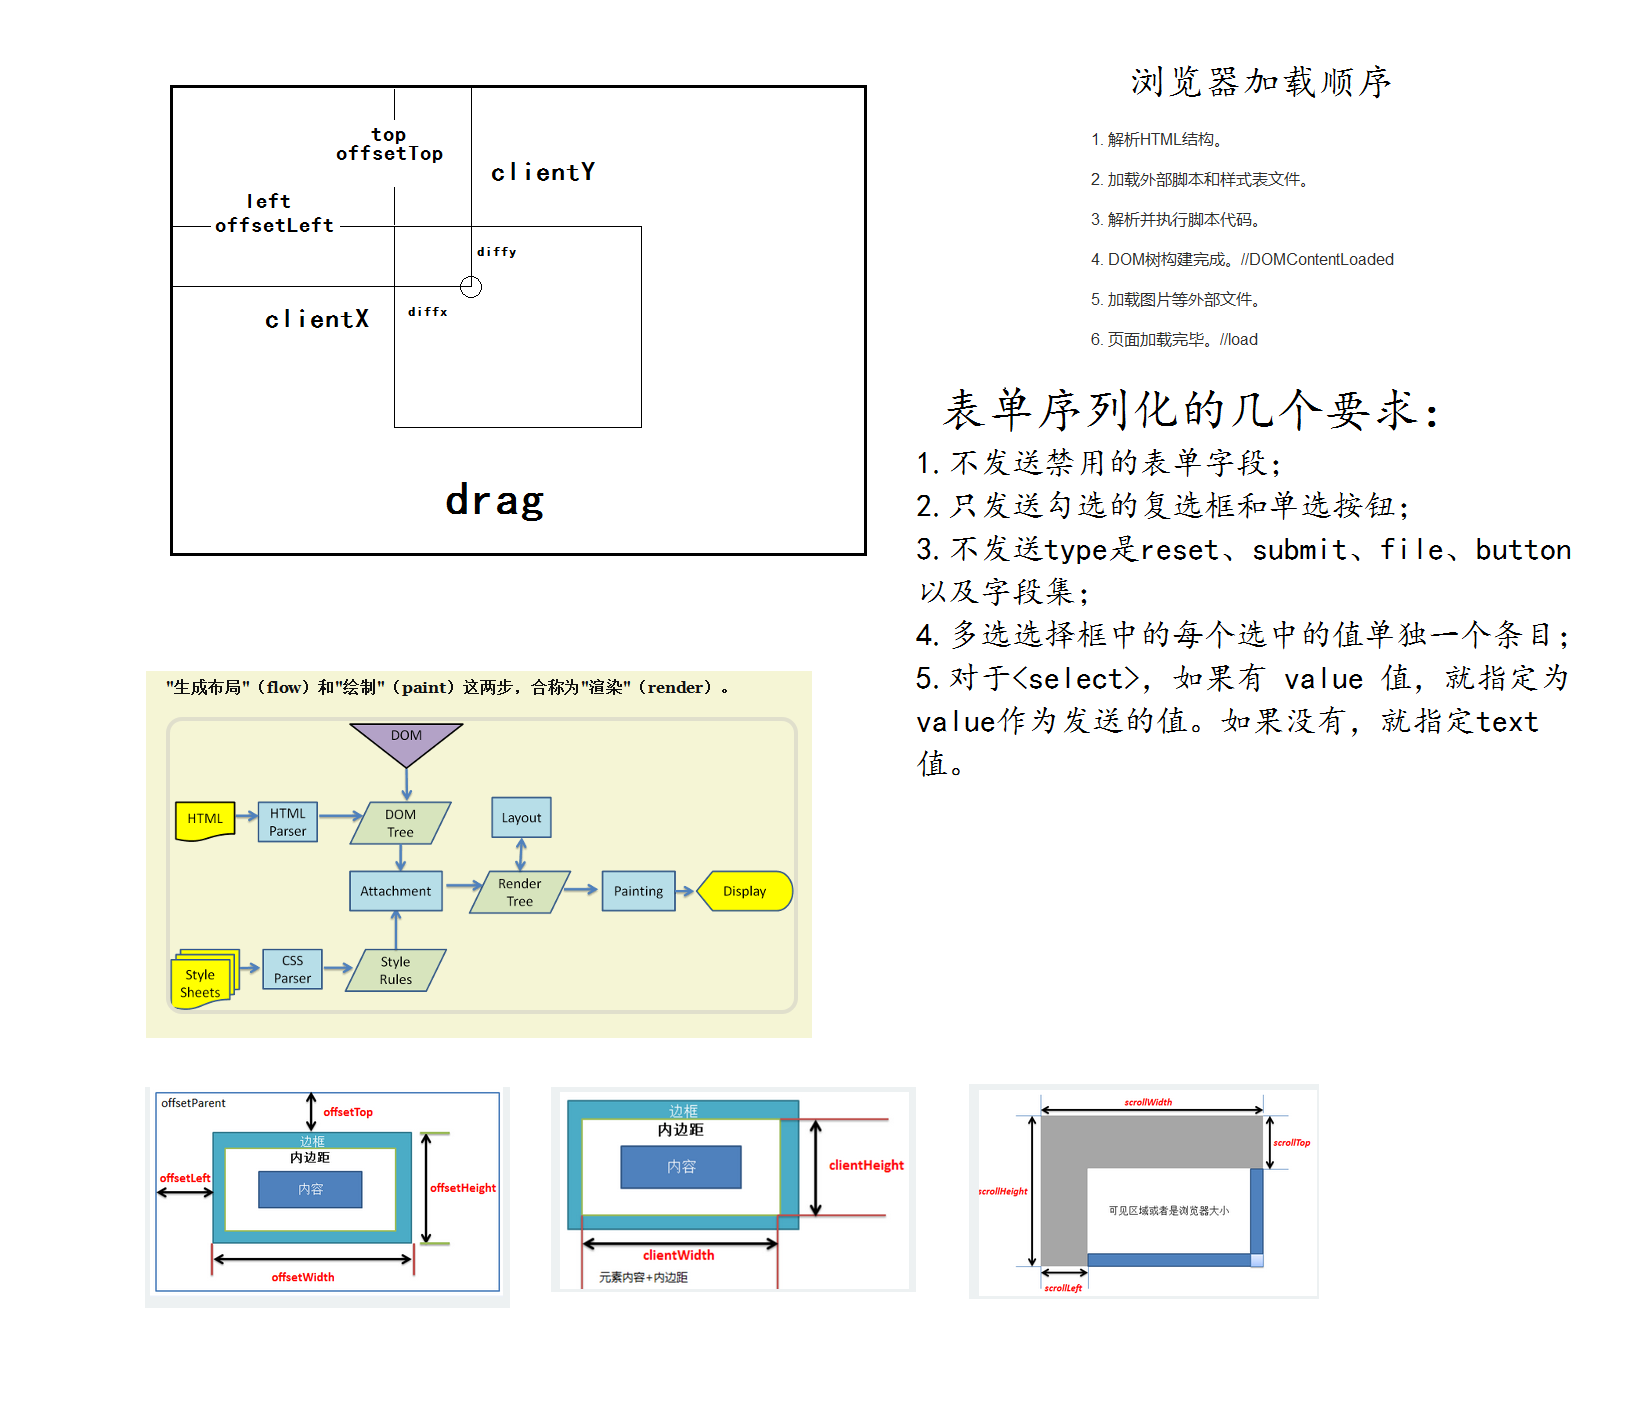 top
offsetTop
clientY
left
offsetLeft
diffy
clientX
diffx
drag
浏览器加载顺序
1. 解析HTML结构。
2. 加载外部脚本和样式表文件。
3. 解析并执行脚本代码。
4. DOM树构建完成。//DOMContentLoaded
5. 加载图片等外部文件。
6. 页面加载完毕。//load
表单序列化的几个要求：
1.不发送禁用的表单字段；
2.只发送勾选的复选框和单选按钮；
3.不发送type是reset、submit、file、button
以及字段集；
4.多选选择框中的每个选中的值单独一个条目；
5.对于<select>，如果有 value 值，就指定为
value作为发送的值。如果没有，就指定text
值。
"生成布局"（flow）和"绘制"（paint）这两步，合称为"渲染"（render）。
DOM
HTML
HTML
Parser
DOM
Tree
Layout
Attachment
Render
Tree
Painting
Display
Style
Sheets
CSS
Parser
Style
Rules
offsetParent
offsetTop
边框
内边距
offsetLeft
内容
offsetHeight
offsetWidth
边框
内边距
内容
clientHeight
clientWidth
元素内容+内边距
scrollWidth
scrollTop
scrollHeight
可见区域或者是浏览器大小
scrollLeft